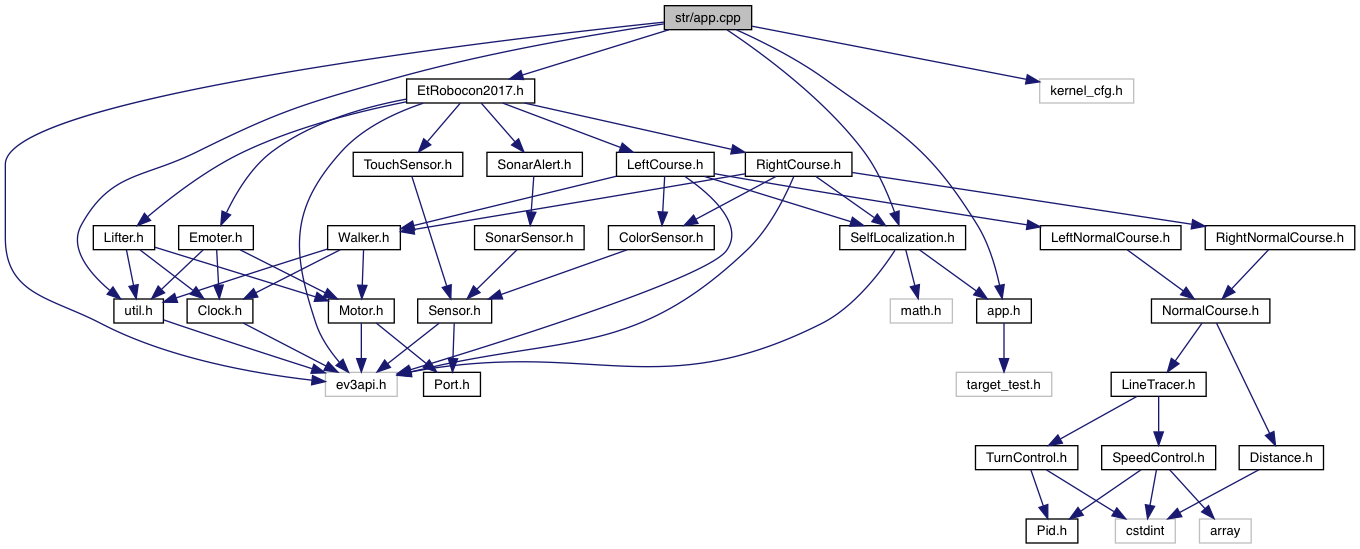 str/app.cpp
EtRobocon2017.h
kernel_cfg.h
TouchSensor.h
SonarAlert.h
LeftCourse.h
RightCourse.h
Lifter.h
Emoter.h
Walker.h
SonarSensor.h
ColorSensor.h
SelfLocalization.h
LeftNormalCourse.h
RightNormalCourse.h
util.h
Clock.h
Motor.h
Sensor.h
math.h
app.h
NormalCourse.h
ev3api.h
Port.h
target_test.h
LineTracer.h
TurnControl.h
SpeedControl.h
Distance.h
Pid.h
cstdint
array